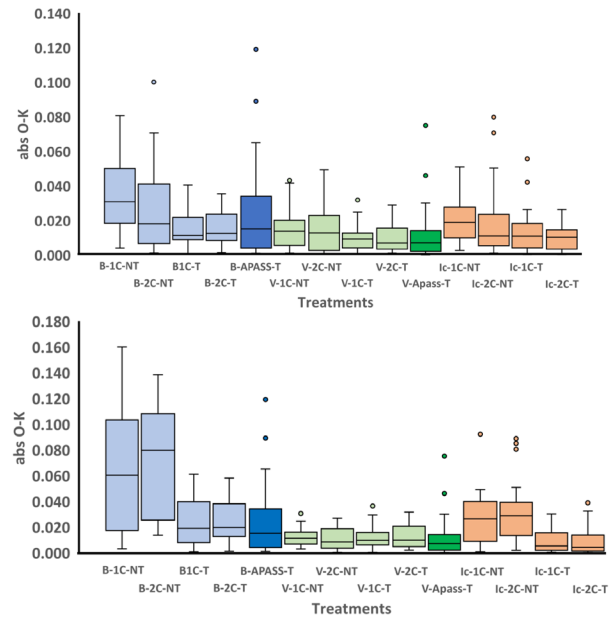 0.140
0.120
0.100
0.080
0.060
0.040
0.020
0.000
abs O-K
B-1C-NT B1C-T B-APASS-T V-2C-NT V-2C-T Ic-1C-NT Ic-1C-T
B-2C-NT B-2C-T V-1C-NT V-1C-T V-Apass-T Ic-2C-NT Ic-2C-T
Treatments
0.180
0.160
0.140
0.120
0.100
0.080
0.060
0.040
0.020
0.000
abs O-K
B-1C-NT B1C-T B-APASS-T V-2C-NT V-2C-T Ic-1C-NT Ic-1C-T
B-2C-NT B-2C-T V-1C-NT V-1C-T V-Apass-T Ic-2C-NT Ic-2C-T
Treatments